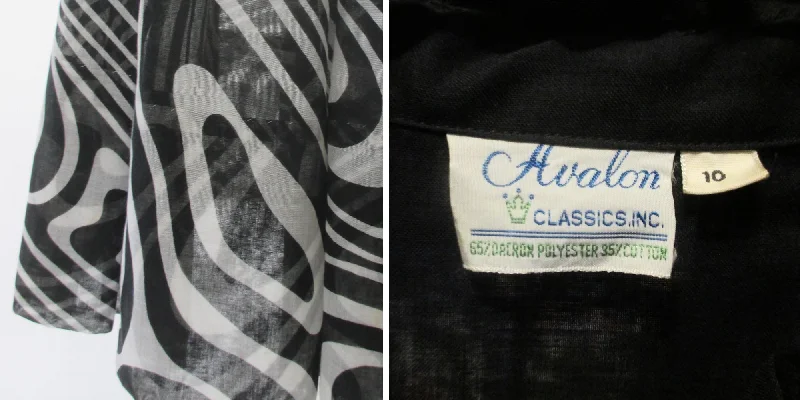 Avalon
CLASSICS, INC.
65% DACRON POLYESTER 35% COTTON
10